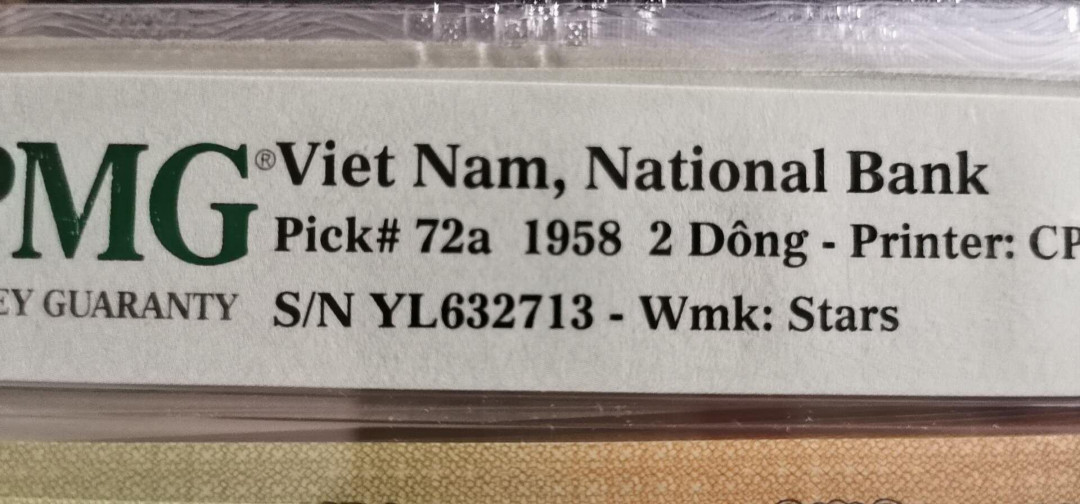 PMG®
Viet Nam, National Bank
Pick# 72a 1958 2 Dông - Printer: CP
EY GUARANTY
S/N YL632713 - Wmk: Stars